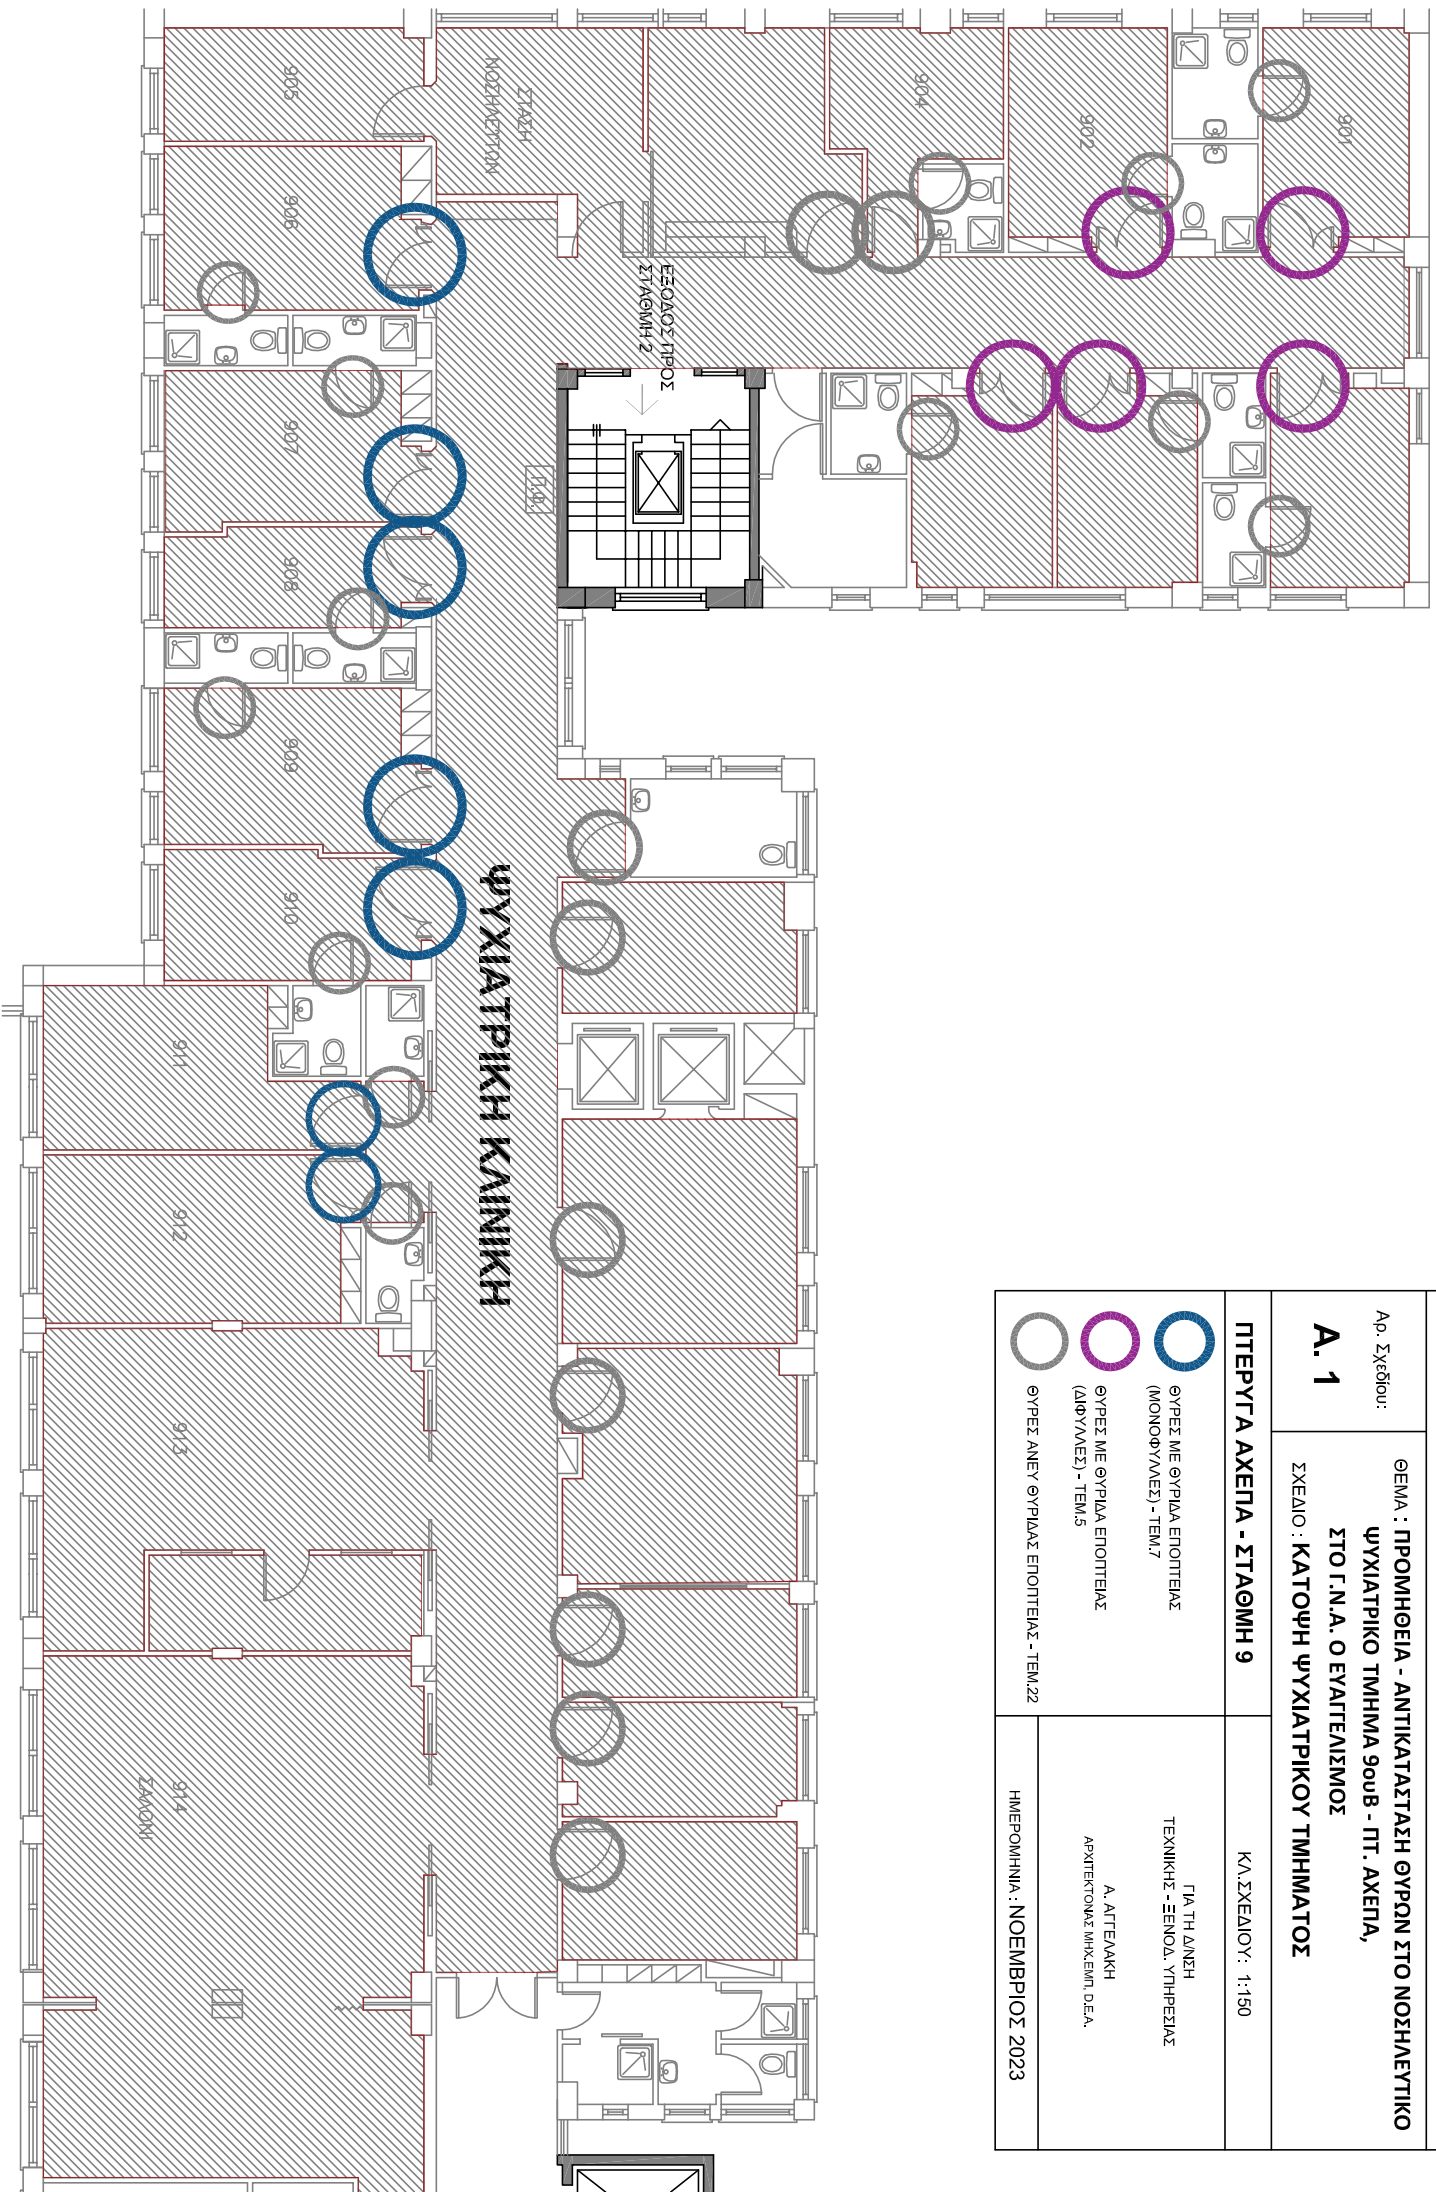 Αρ. Σχεδίου:
Α. 1
ΘΕΜΑ : ΠΡΟΜΗΘΕΙΑ - ΑΝΤΙΚΑΤΑΣΤΑΣΗ ΘΥΡΩΝ ΣΤΟ ΝΟΣΗΛΕΥΤΙΚΟ
ΨΥΧΙΑΤΡΙΚΟ ΤΜΗΜΑ 9ουΒ - ΠΤ. ΑΧΕΠΑ,
ΣΤΟ Γ.Ν.Α. Ο ΕΥΑΓΓΕΛΙΣΜΟΣ
ΣΧΕΔΙΟ : ΚΑΤΟΨΗ ΨΥΧΙΑΤΡΙΚΟΥ ΤΜΗΜΑΤΟΣ
ΠΤΕΡΥΓΑ ΑΧΕΠΑ - ΣΤΑΘΜΗ 9
ΚΛ.ΣΧΕΔΙΟΥ: 1:150
ΘΥΡΕΣ ΜΕ ΘΥΡΙΔΑ ΕΠΟΠΤΕΙΑΣ
(ΜΟΝΟΦΥΛΛΕΣ) - ΤΕΜ.7
ΘΥΡΕΣ ΜΕ ΘΥΡΙΔΑ ΕΠΟΠΤΕΙΑΣ
(ΔΙΦΥΛΛΕΣ) - ΤΕΜ.5
ΘΥΡΕΣ ΑΝΕΥ ΘΥΡΙΔΑΣ ΕΠΟΠΤΕΙΑΣ - ΤΕΜ.22
ΓΙΑ ΤΗ Δ/ΝΣΗ
ΤΕΧΝΙΚΗΣ - ΞΕΝΟΔ. ΥΠΗΡΕΣΙΑΣ
Α. ΑΓΓΕΛΑΚΗ
ΑΡΧΙΤΕΚΤΟΝΑΣ ΜΗΧ.ΕΜΠ, D.E.A.
ΗΜΕΡΟΜΗΝΙΑ : ΝΟΕΜΒΡΙΟΣ 2023
901
902
904
ΣΤΑΣΗ
ΝΟΣΗΛΕΥΤΩΝ
905
906
ΕΞΟΔΟΣ ΠΡΟΣ
ΣΤΑΘΜΗ 2
907
Π.Φ.
908
909
910
ΨΥΧΙΑΤΡΙΚΗ ΚΛΙΝΙΚΗ
911
912
913
914
ΣΑΛΟΝΙ